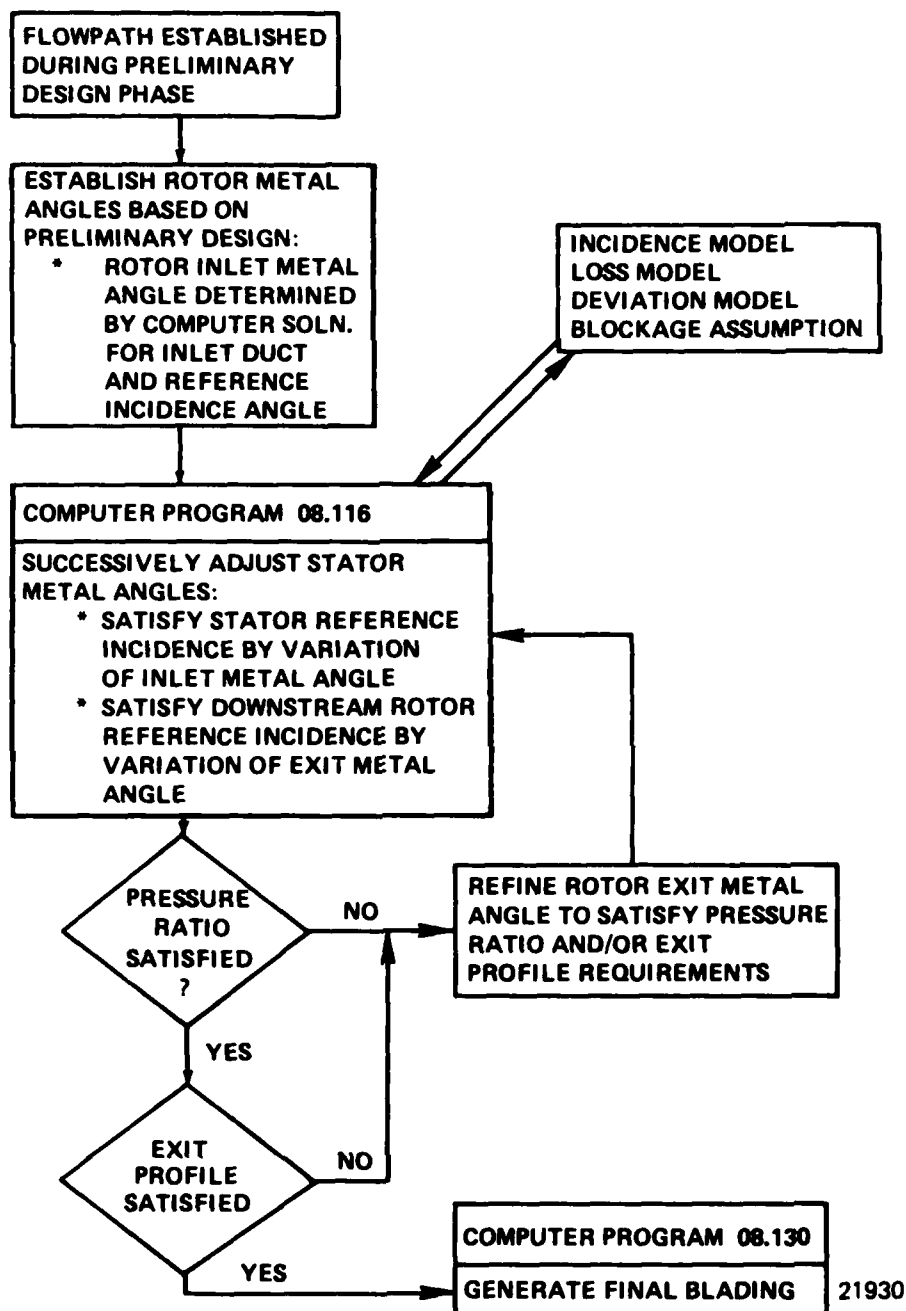 FLOWPATH ESTABLISHED
DURING PRELIMINARY
DESIGN PHASE
ESTABLISH ROTOR METAL
ANGLES BASED ON
PRELIMINARY DESIGN:
* ROTOR INLET METAL
ANGLE DETERMINED
BY COMPUTER SOLN.
FOR INLET DUCT
AND REFERENCE
INCIDENCE ANGLE
INCIDENCE MODEL
LOSS MODEL
DEVIATION MODEL
BLOCKAGE ASSUMPTION
COMPUTER PROGRAM 08.116
SUCCESSIVELY ADJUST STATOR
METAL ANGLES:
* SATISFY STATOR REFERENCE
INCIDENCE BY VARIATION
OF INLET METAL ANGLE
* SATISFY DOWNSTREAM ROTOR
REFERENCE INCIDENCE BY
VARIATION OF EXIT METAL
ANGLE
PRESSURE
RATIO
SATISFIED
?
NO
REFINE ROTOR EXIT METAL
ANGLE TO SATISFY PRESSURE
RATIO AND/OR EXIT
PROFILE REQUIREMENTS
YES
EXIT
PROFILE
SATISFIED
NO
YES
COMPUTER PROGRAM 08.130
GENERATE FINAL BLADING
21930